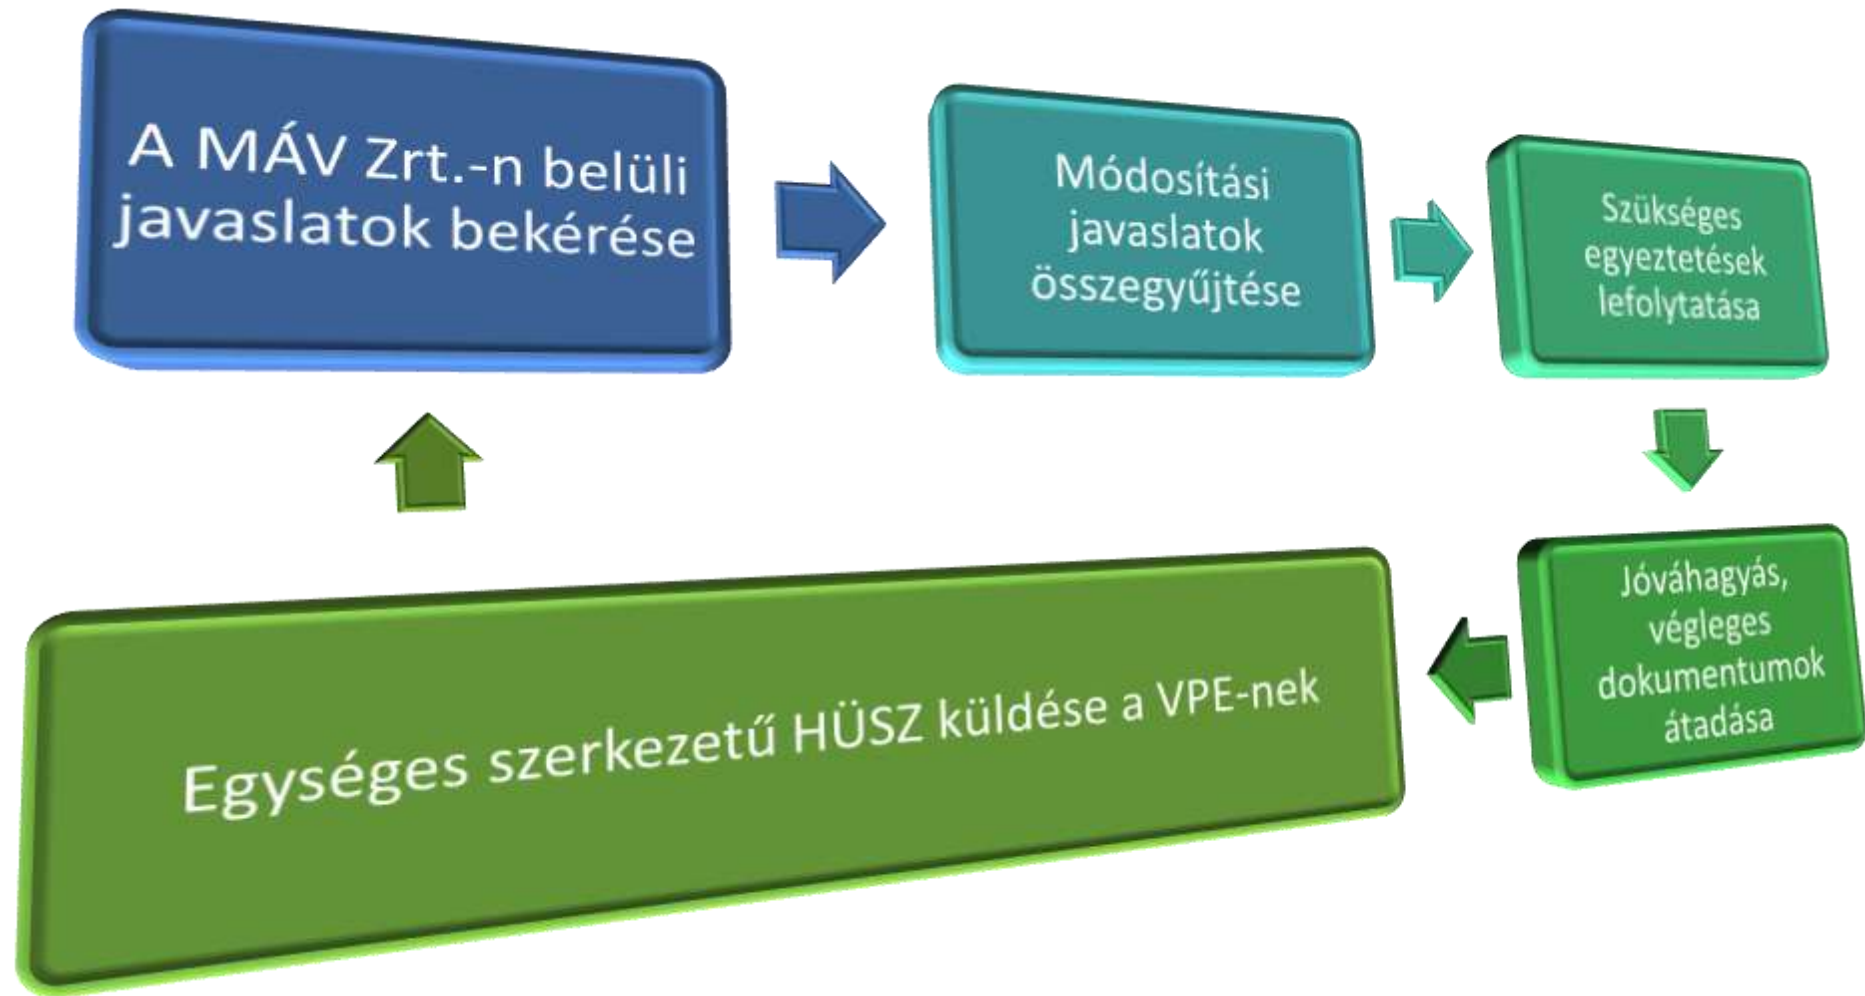 A MÁV Zrt.-n belüli
javaslatok bekérése
Módosítási
javaslatok
összegyűjtése
Szükséges
egyeztetések
lefolytatása
Jóváhagyás,
végleges
dokumentumok
átadása
Egységes szerkezetű HÜSZ küldése a VPE-nek